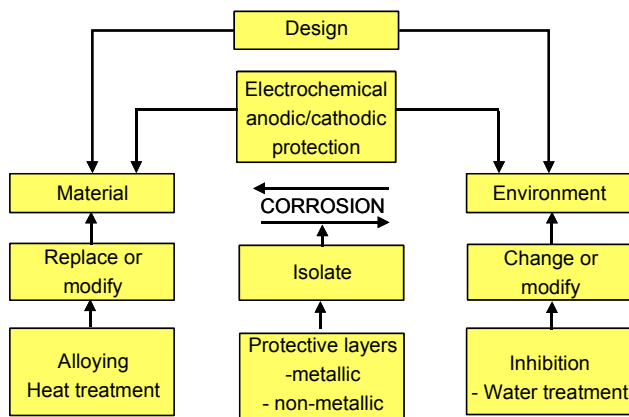 Design
Electrochemical
anodic/cathodic
protection
Material
CORROSION
Environment
Replace or
modify
Isolate
Change or
modify
Alloying
Heat treatment
Protective layers
-metallic
- non-metallic
Inhibition
- Water treatment